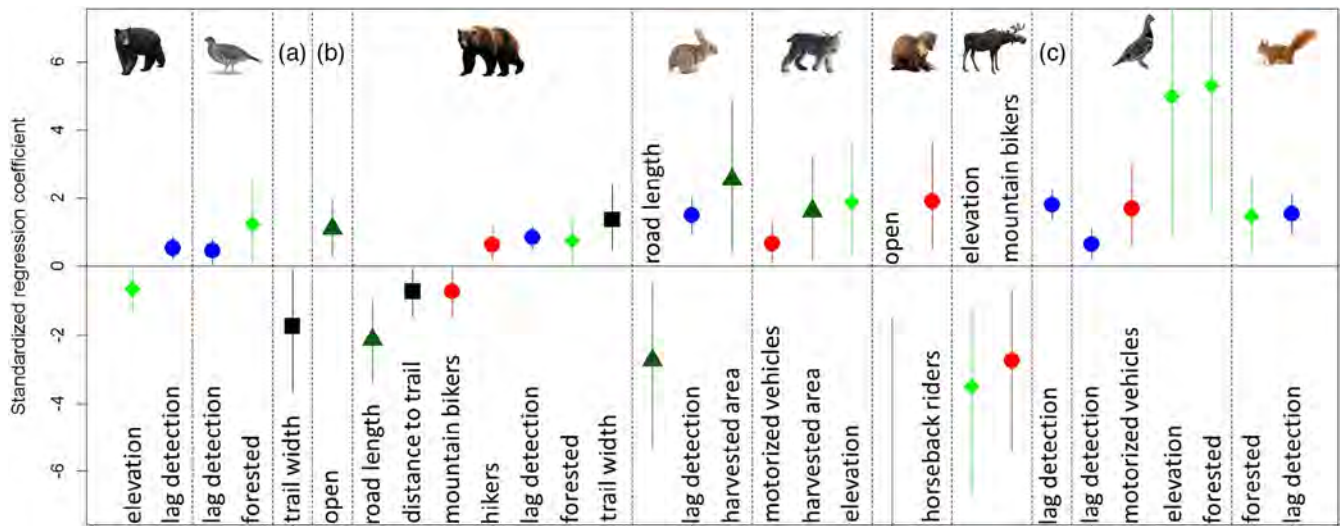 Standardized regression coefficient
6
4
2
0
-2
-4
-6
(a)
(b)
(c)
elevation
lag detection
lag detection
forested
trail width
open
road length
distance to trail
mountain bikers
hikers
lag detection
forested
trail width
road length
lag detection
harvested area
motorized vehicles
harvested area
elevation
open
horseback riders
elevation
mountain bikers
lag detection
lag detection
motorized vehicles
elevation
forested
forested
lag detection